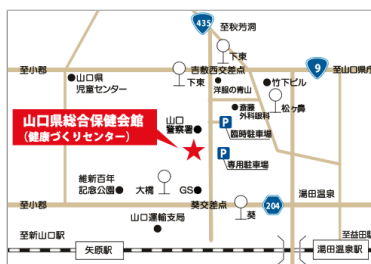 435
至秋芳洞
下東
至小郡
吉敷西交差点
9
至山口県庁
山口県
児童センター
下東
洋服の青山
竹下ビル
斎藤
外科眼科
松ヶ鼻
山口県総合保健会館
(健康づくりセンター)
山口
警察署
P
臨時駐車場
P
専用駐車場
維新百年
記念公園
大橋
GS
湯田温泉
至小郡
葵交差点
204
葵
山口運輸支局
至新山口駅
矢原駅
湯田温泉駅
至益田駅